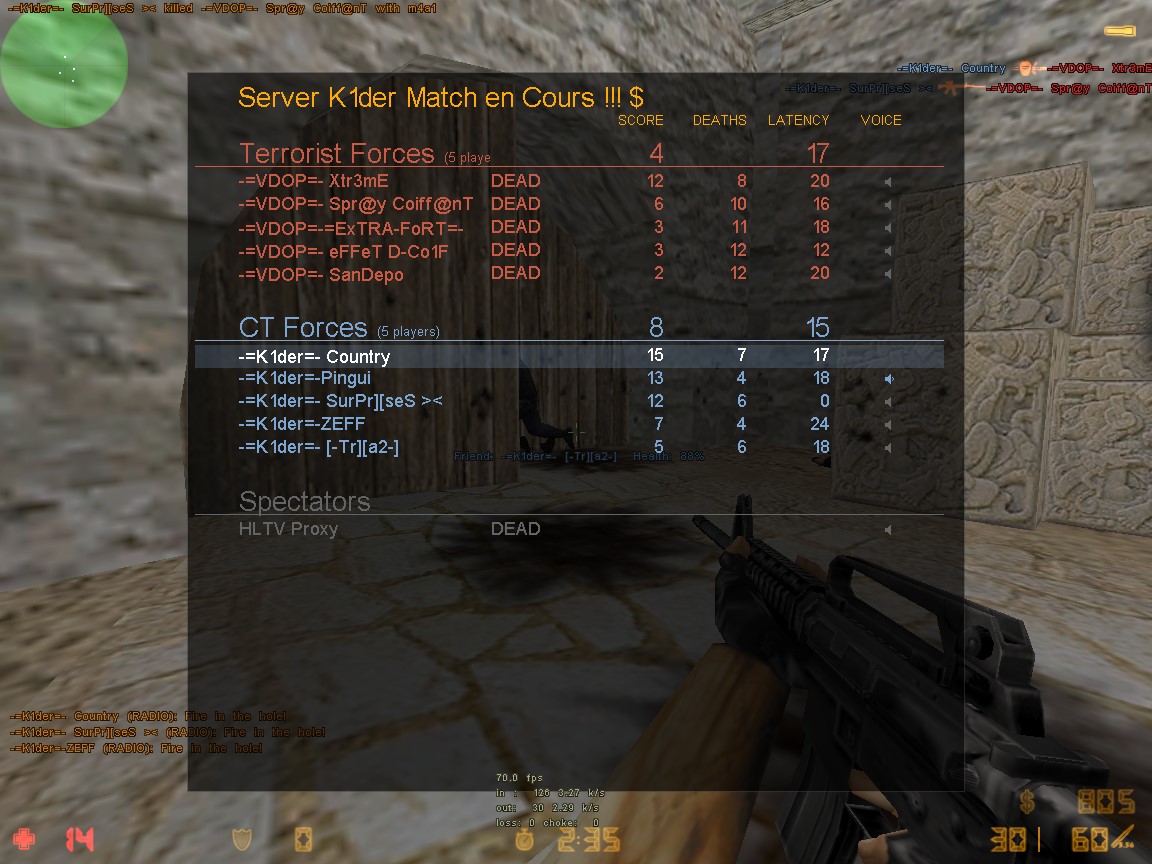 -=K1der=- SurPr][seS >< killed -=VDOP=- Spr@y Coiff@nT with m4a1
-=K1der=- Country -=VDOP=- Xtr3mE
-=K1der=- SurPr][seS >< -=VDOP=- Spr@y Coiff@nT
Server K1der Match en Cours !!! $
SCORE DEATHS LATENCY VOICE
Terrorist Forces (5 playe 4 17
-=VDOP=- Xtr3mE DEAD 12 8 20
-=VDOP=- Spr@y Coiff@nT DEAD 6 10 16
-=VDOP=-=ExTRA-FoRT=- DEAD 3 11 18
-=VDOP=- eFFeT D-Co1F DEAD 3 12 12
-=VDOP=- SanDepo DEAD 2 12 20
CT Forces (5 players) 8 15
-=K1der=- Country 15 7 17
-=K1der=-Pingui 13 4 18
-=K1der=- SurPr][seS >< 12 6 0
-=K1der=-ZEFF 7 4 24
-=K1der=- [-Tr][a2-] 5 6 18
Friend: -=K1der=- [-Tr][a2-] Health: 88%
Spectators
HLTV Proxy DEAD
-=K1der=- Country (RADIO): Fire in the hole!
-=K1der=- SurPr][seS >< (RADIO): Fire in the hole!
-=K1der=-ZEFF (RADIO): Fire in the hole!
70.0 fps
in : 126 3.27 k/s
out: 30 2.29 k/s
loss: 0 choke: 0
$ 805
14 0 2:35 30 | 60 5.56